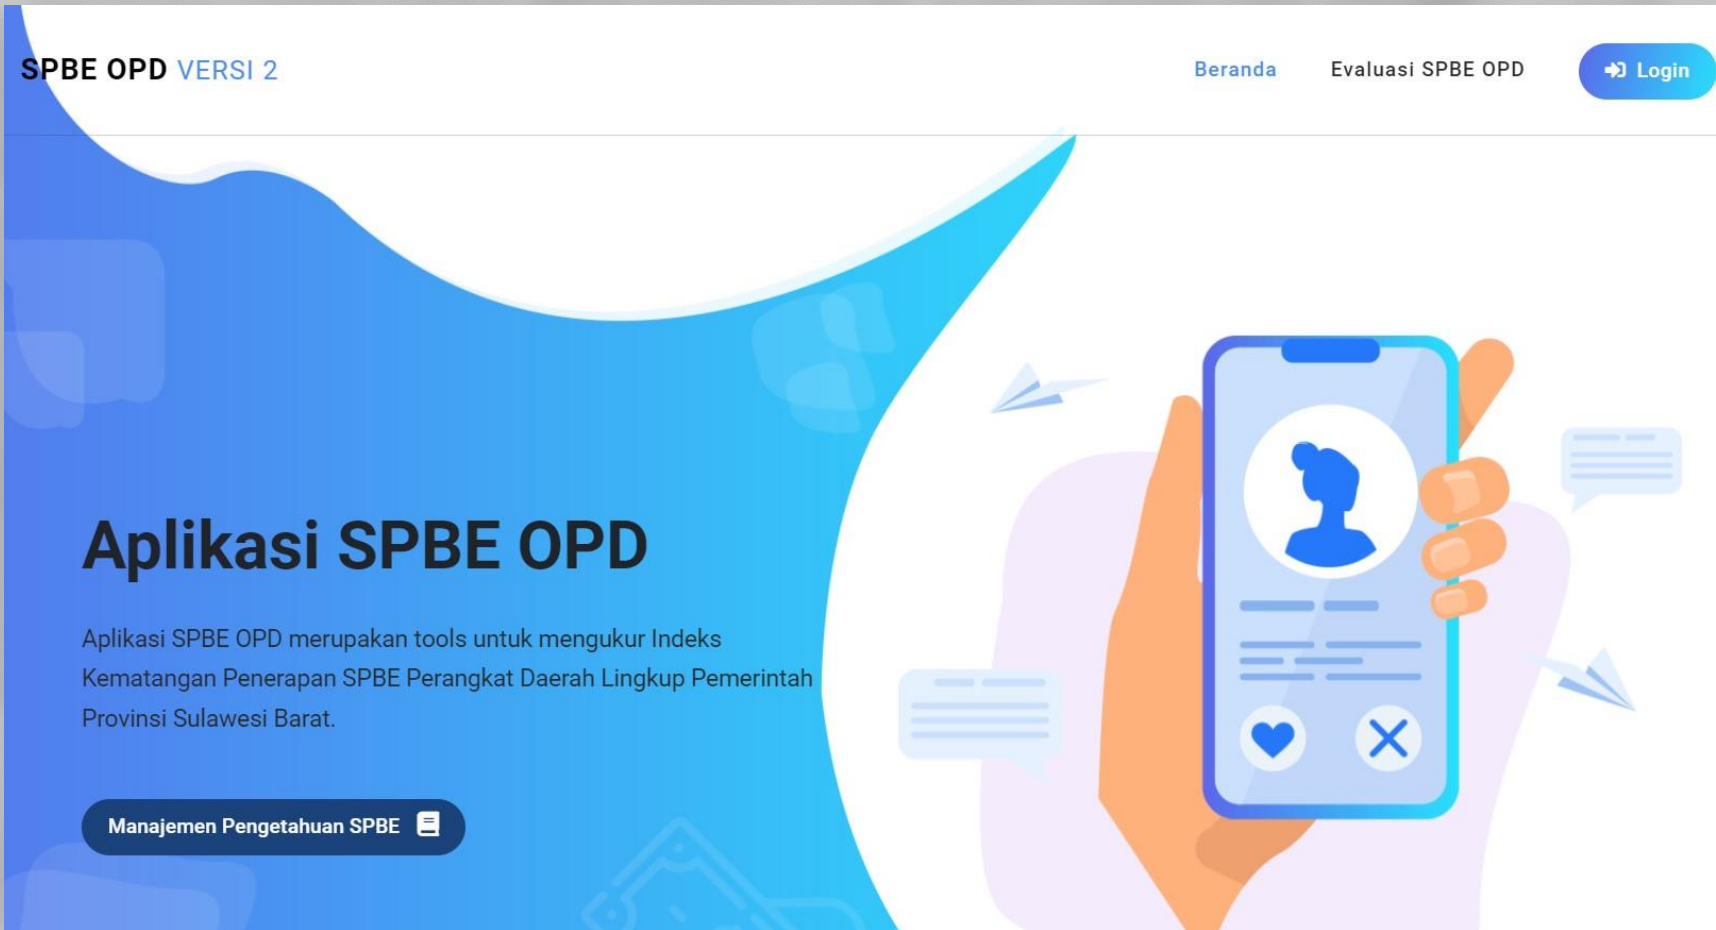 SPBE OPD VERSI 2
Beranda
Evaluasi SPBE OPD
Login
Aplikasi SPBE OPD
Aplikasi SPBE OPD merupakan tools untuk mengukur Indeks
Kematangan Penerapan SPBE Perangkat Daerah Lingkup Pemerintah
Provinsi Sulawesi Barat.
Manajemen Pengetahuan SPBE